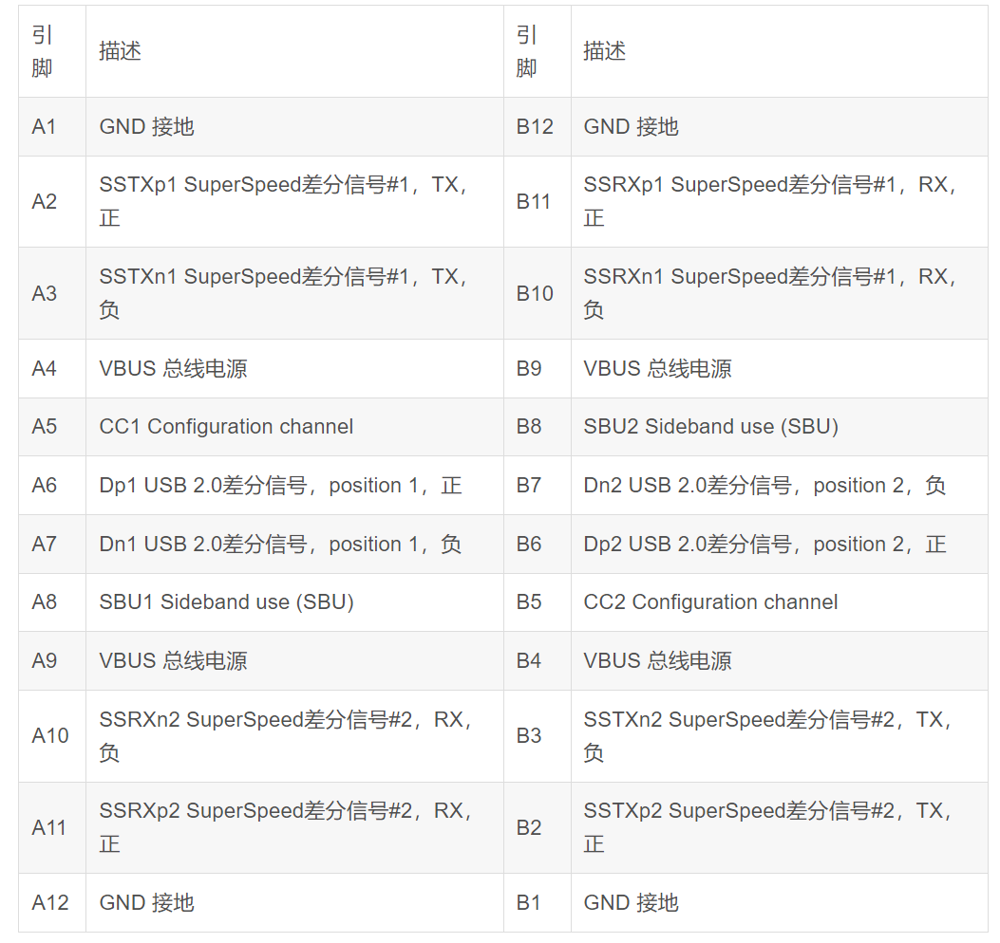 引
脚
描述
引
脚
描述
A1
GND 接地
B12
GND 接地
A2
SSTXp1 SuperSpeed差分信号#1，TX，
正
B11
SSRXp1 SuperSpeed差分信号#1，RX，
正
A3
SSTXn1 SuperSpeed差分信号#1，TX，
负
B10
SSRXn1 SuperSpeed差分信号#1，RX，
负
A4
VBUS 总线电源
B9
VBUS 总线电源
A5
CC1 Configuration channel
B8
SBU2 Sideband use (SBU)
A6
Dp1 USB 2.0差分信号，position 1，正
B7
Dn2 USB 2.0差分信号，position 2，负
A7
Dn1 USB 2.0差分信号，position 1，负
B6
Dp2 USB 2.0差分信号，position 2，正
A8
SBU1 Sideband use (SBU)
B5
CC2 Configuration channel
A9
VBUS 总线电源
B4
VBUS 总线电源
A10
SSRXn2 SuperSpeed差分信号#2，RX，
负
B3
SSTXn2 SuperSpeed差分信号#2，TX，
负
A11
SSRXp2 SuperSpeed差分信号#2，RX，
正
B2
SSTXp2 SuperSpeed差分信号#2，TX，
正
A12
GND 接地
B1
GND 接地